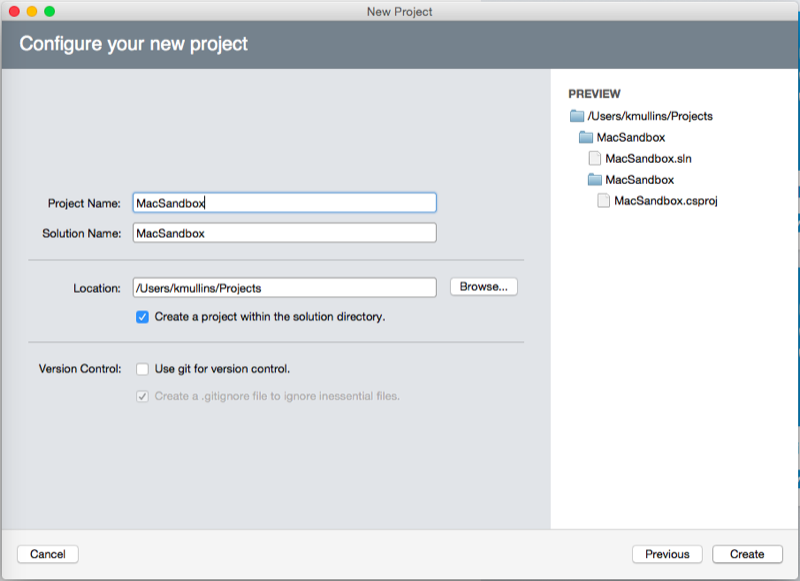 New Project
Configure your new project
Project Name: MacSandbox
Solution Name: MacSandbox
Location: /Users/kmullins/Projects Browse...
Create a project within the solution directory.
Version Control: Use git for version control.
Create a .gitignore file to ignore inessential files.
PREVIEW
/Users/kmullins/Projects
MacSandbox
MacSandbox.sln
MacSandbox
MacSandbox.csproj
Cancel Previous Create